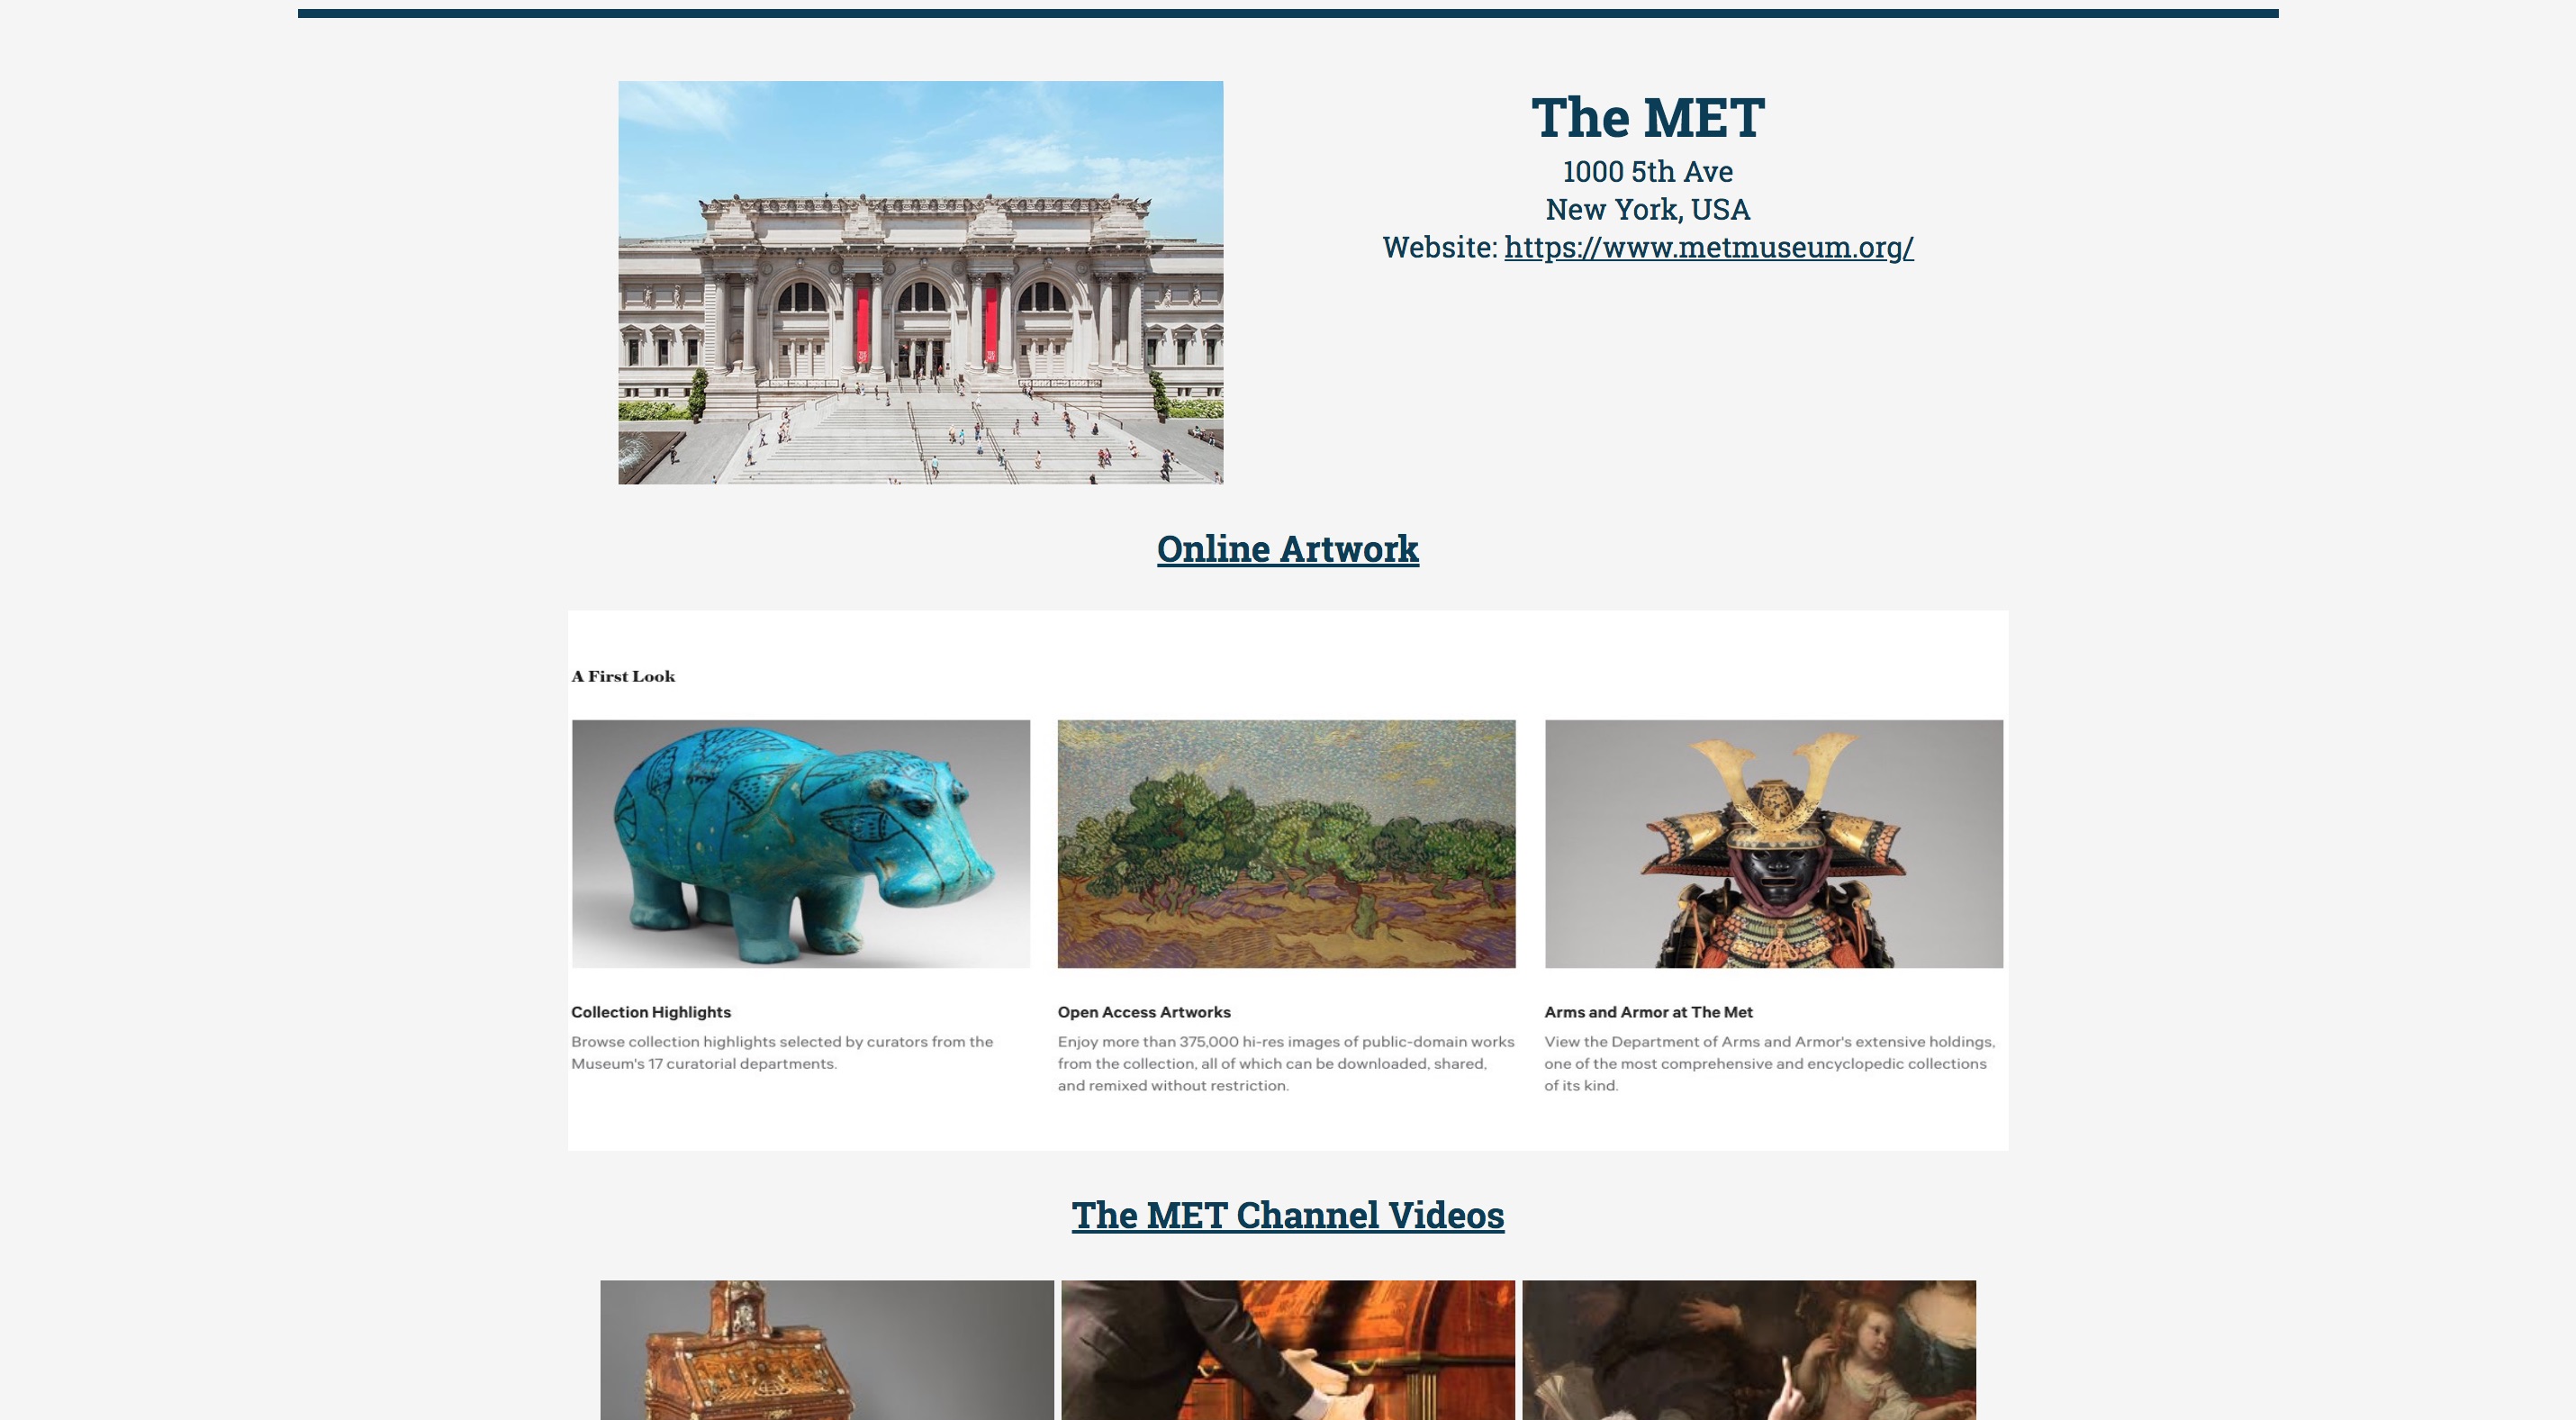 The MET
1000 5th Ave
New York, USA
Website: https://www.metmuseum.org/
Online Artwork
A First Look
Collection Highlights
Browse collection highlights selected by curators from the
Museum's 17 curatorial departments.
Open Access Artworks
Enjoy more than 375,000 hi-res images of public-domain works
from the collection, all of which can be downloaded, shared,
and remixed without restriction.
Arms and Armor at The Met
View the Department of Arms and Armor's extensive holdings,
one of the most comprehensive and encyclopedic collections
of its kind.
The MET Channel Videos